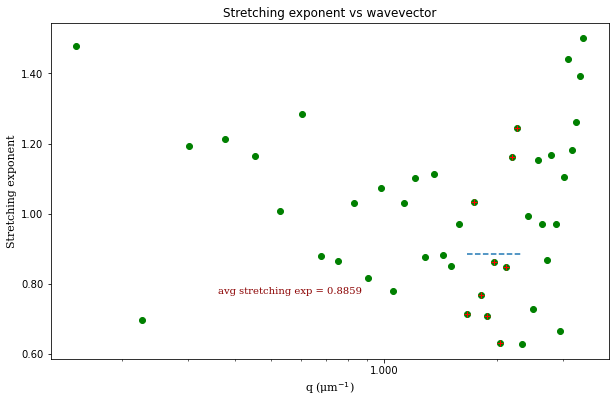 Stretching exponent vs wavevector
Stretching exponent
1.40
1.20
1.00
0.80
0.60
avg stretching exp = 0.8859
1.000
q (μm⁻¹)